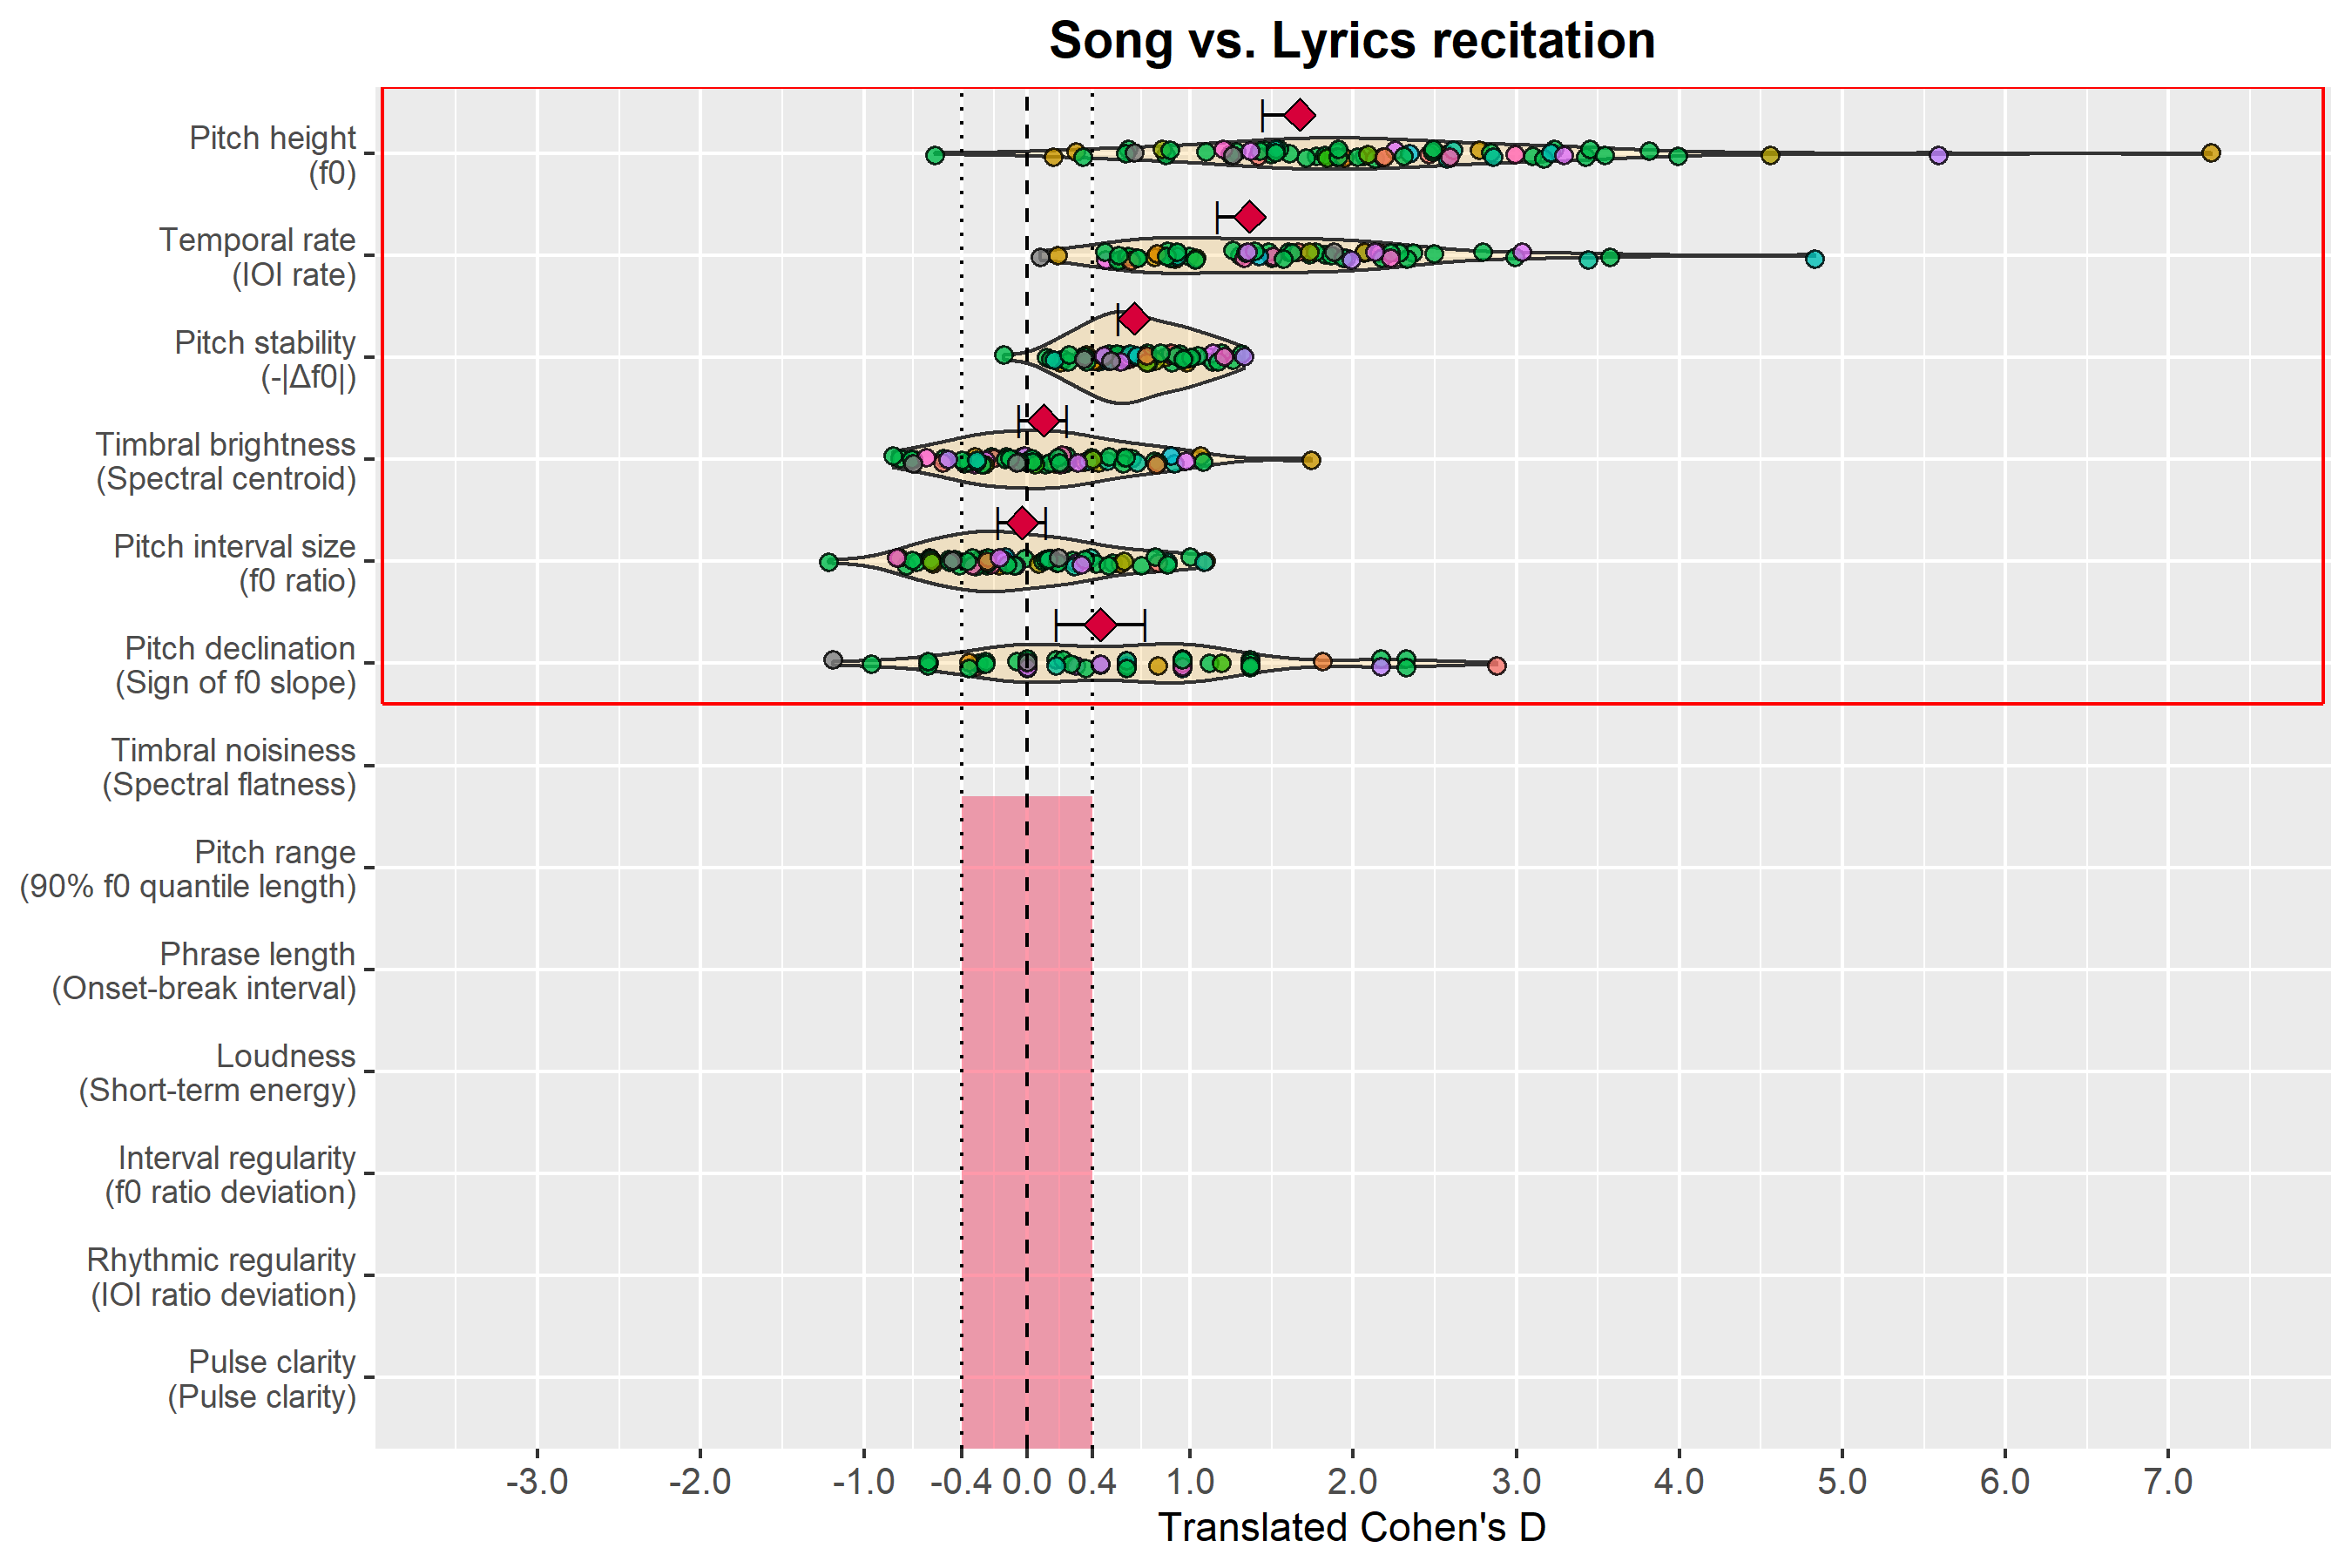 Song vs. Lyrics recitation
Pitch height
(f0)
Temporal rate
(IOI rate)
Pitch stability
(-|Δf0|)
Timbral brightness
(Spectral centroid)
Pitch interval size
(f0 ratio)
Pitch declination
(Sign of f0 slope)
Timbral noisiness
(Spectral flatness)
Pitch range
(90% f0 quantile length)
Phrase length
(Onset-break interval)
Loudness
(Short-term energy)
Interval regularity
(f0 ratio deviation)
Rhythmic regularity
(IOI ratio deviation)
Pulse clarity
(Pulse clarity)
-3.0 -2.0 -1.0 -0.4 0.0 0.4 1.0 2.0 3.0 4.0 5.0 6.0 7.0
Translated Cohen's D